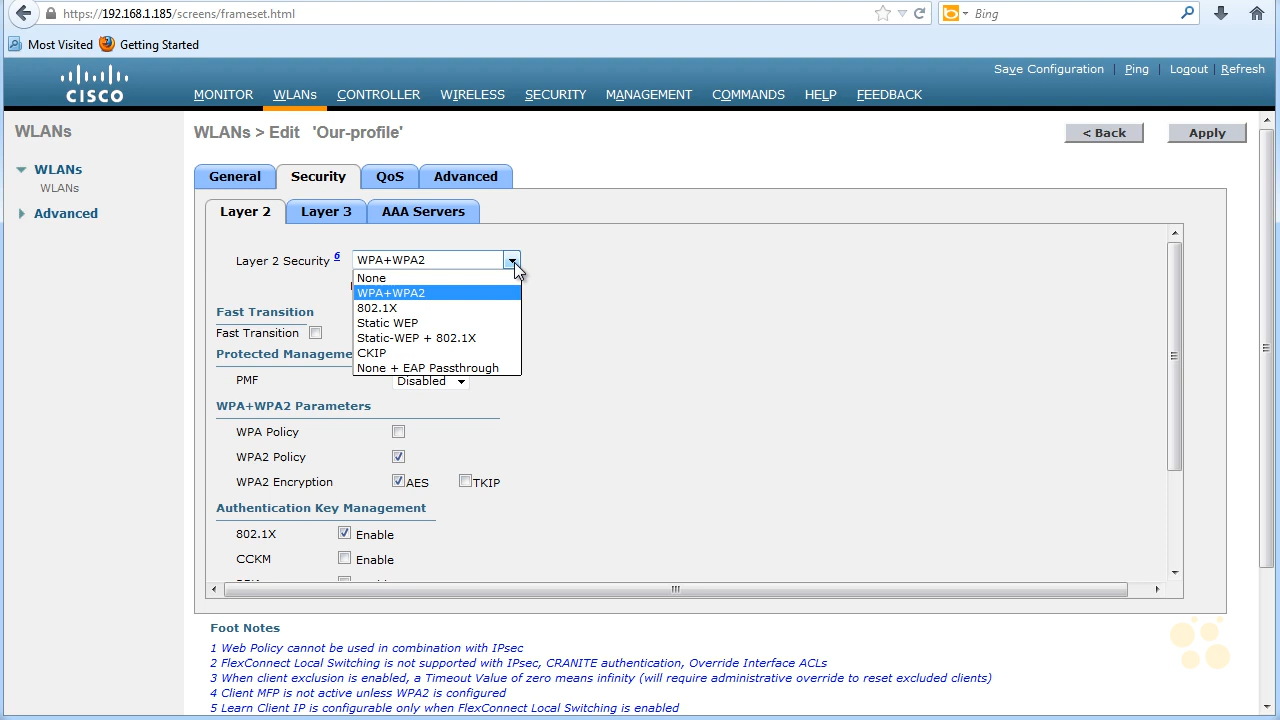 https://192.168.1.185/screens/frameset.html Bing
Most Visited Getting Started
Save Configuration Ping Logout Refresh
CISCO
MONITOR WLANs CONTROLLER WIRELESS SECURITY MANAGEMENT COMMANDS HELP FEEDBACK
WLANs
WLANs > Edit 'Our-profile'
< Back Apply
WLANs
WLANs
Advanced
General Security QoS Advanced
Layer 2 Layer 3 AAA Servers
Layer 2 Security 6 WPA+WPA2
None
WPA+WPA2
802.1X
Static WEP
Static-WEP + 802.1X
CKIP
None + EAP Passthrough
Fast Transition
Fast Transition
Protected Manageme
PMF Disabled
WPA+WPA2 Parameters
WPA Policy
WPA2 Policy
WPA2 Encryption AES TKIP
Authentication Key Management
802.1X Enable
CCKM Enable
Foot Notes
1 Web Policy cannot be used in combination with IPsec
2 FlexConnect Local Switching is not supported with IPsec, CRANITE authentication, Override Interface ACLs
3 When client exclusion is enabled, a Timeout Value of zero means infinity (will require administrative override to reset excluded clients)
4 Client MFP is not active unless WPA2 is configured
5 Learn Client IP is configurable only when FlexConnect Local Switching is enabled